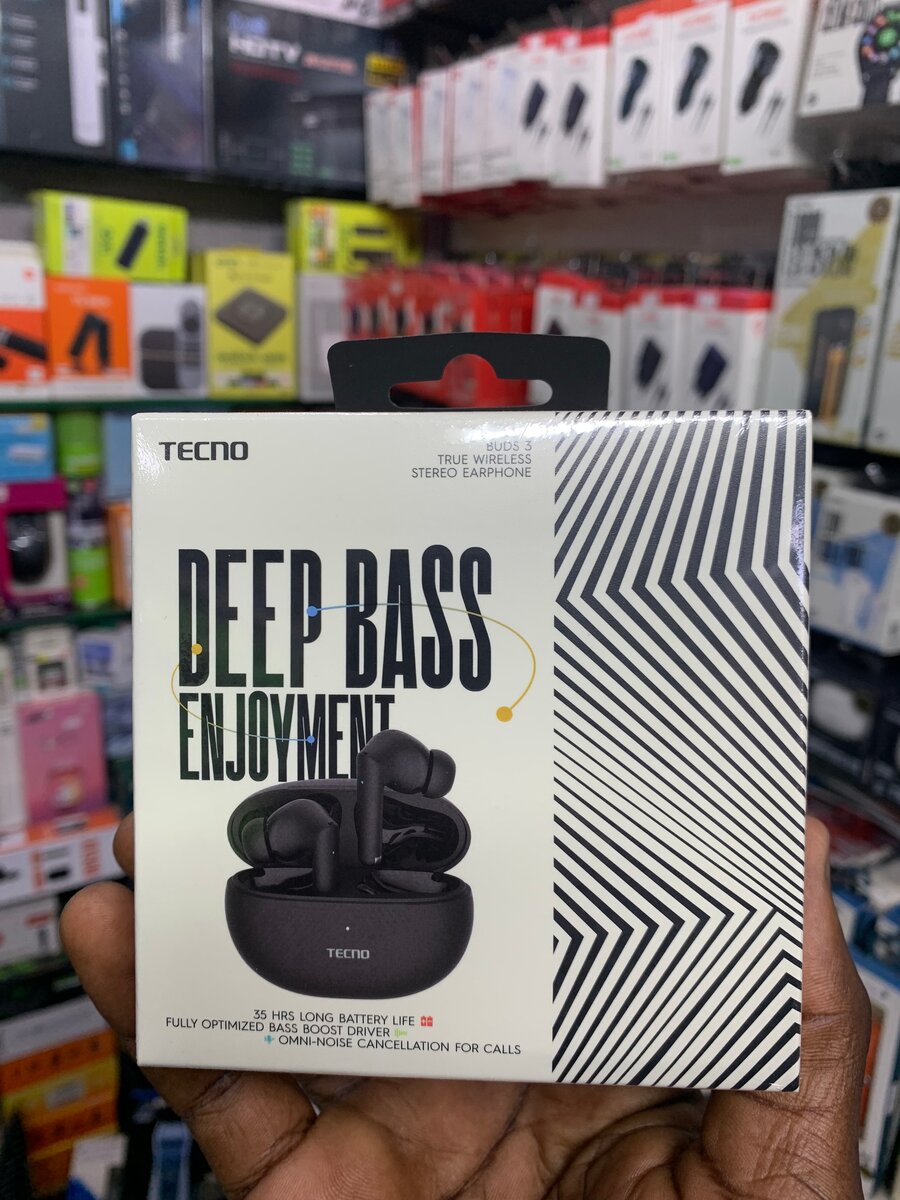 TECNO
BUDS 3
TRUE WIRELESS
STEREO EARPHONE
DEEP BASS
ENJOYMENT
TECNO
35 HRS LONG BATTERY LIFE
FULLY OPTIMIZED BASS BOOST DRIVER
OMNI-NOISE CANCELLATION FOR CALLS
HDTV